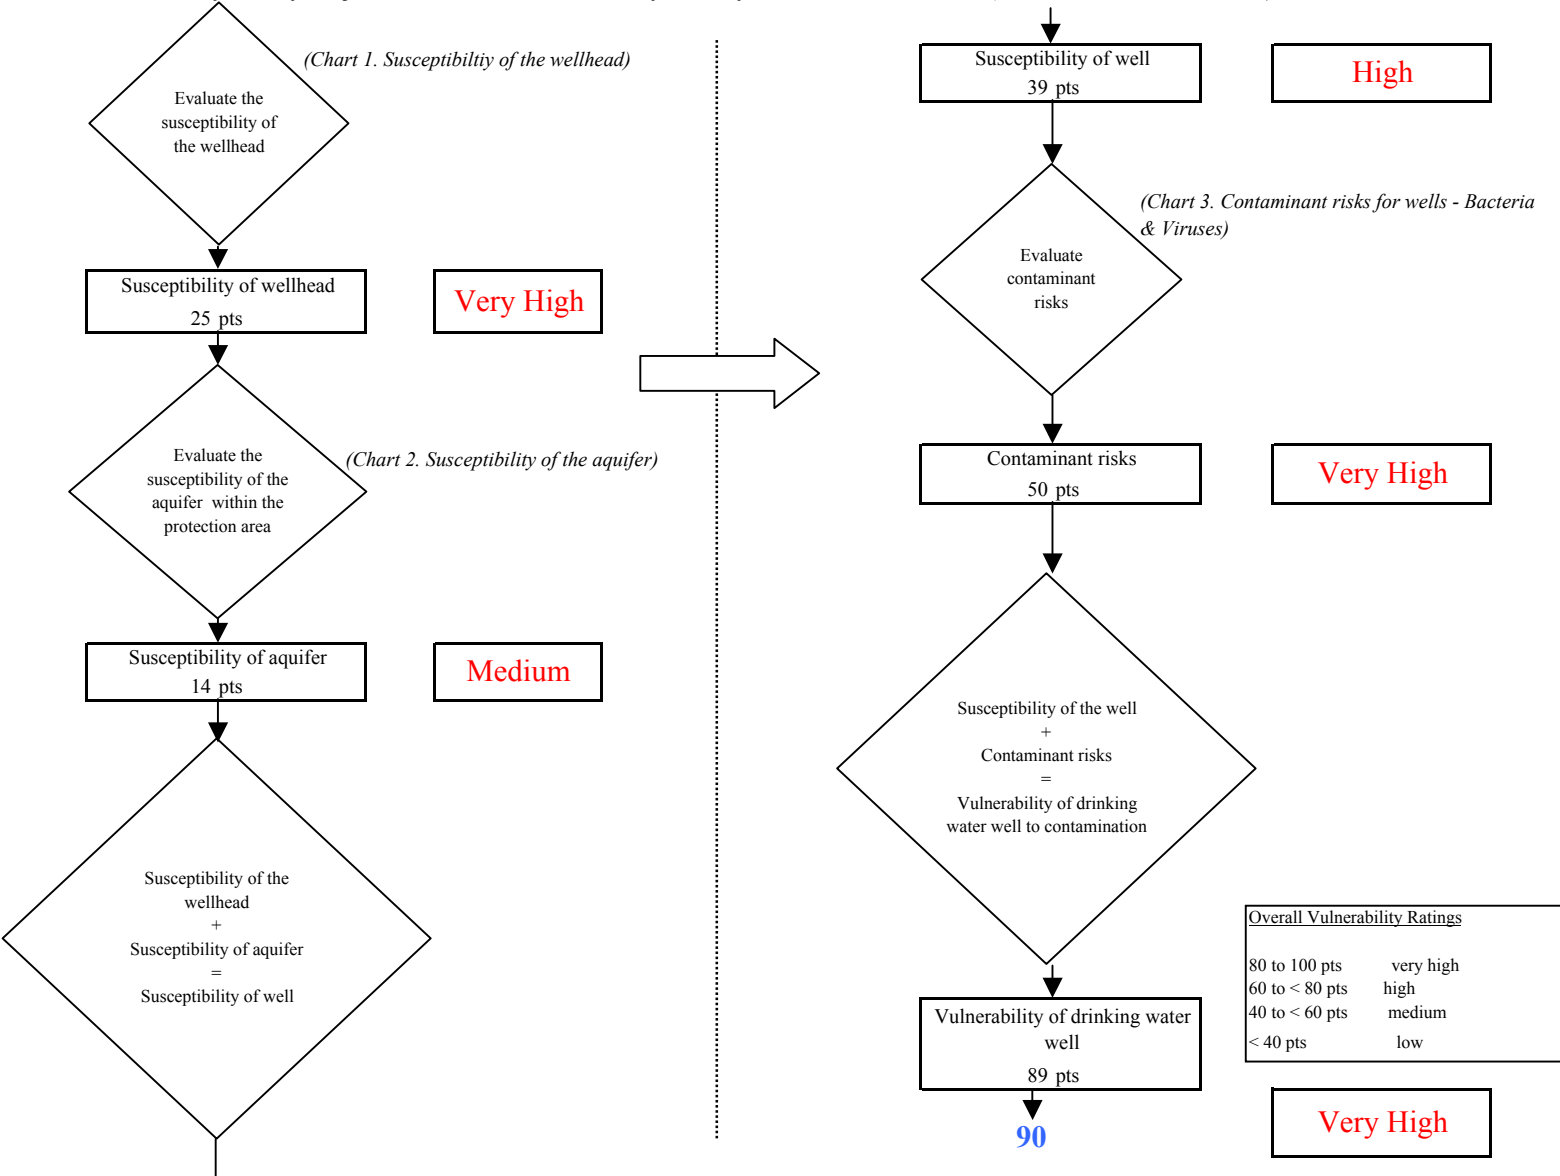 (Chart 1. Susceptibiltiy of the wellhead)
Evaluate the
susceptibility of
the wellhead
Susceptibility of wellhead
25 pts
Very High
Evaluate the
susceptibility of the
aquifer within the
protection area
(Chart 2. Susceptibility of the aquifer)
Susceptibility of aquifer
14 pts
Medium
Susceptibility of the
wellhead
+
Susceptibility of aquifer
=
Susceptibility of well
Susceptibility of well
39 pts
High
(Chart 3. Contaminant risks for wells - Bacteria
& Viruses)
Evaluate
contaminant
risks
Contaminant risks
50 pts
Very High
Susceptibility of the well
+
Contaminant risks
=
Vulnerability of drinking
water well to contamination
Overall Vulnerability Ratings
80 to 100 pts very high
60 to < 80 pts high
40 to < 60 pts medium
< 40 pts low
Vulnerability of drinking water
well
89 pts
90
Very High